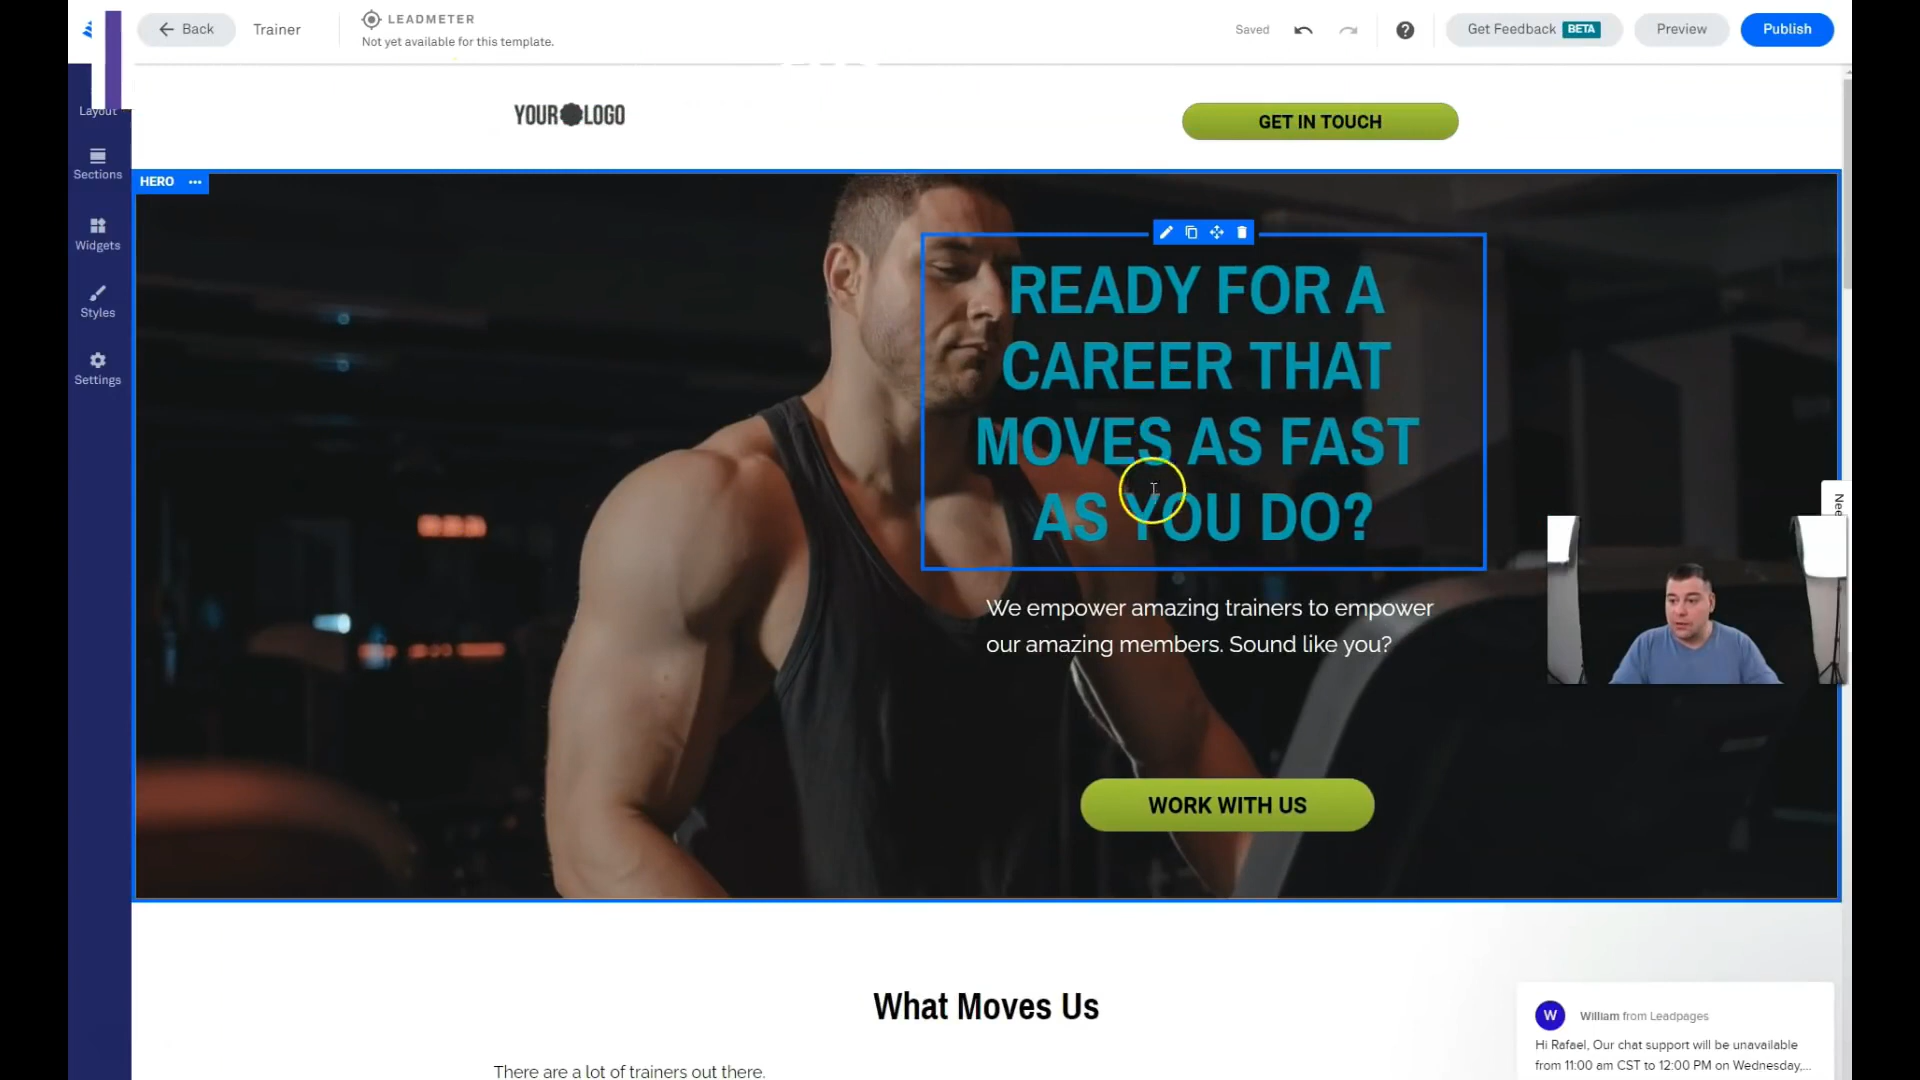 Back
Trainer
LEADMETER
Not yet available for this template.
Saved
Get Feedback BETA
Preview
Publish
Layout
Sections
Widgets
Styles
Settings
YOUR LOGO
GET IN TOUCH
HERO
READY FOR A
CAREER THAT
MOVES AS FAST
AS YOU DO?
We empower amazing trainers to empower
our amazing members. Sound like you?
WORK WITH US
Nee
What Moves Us
There are a lot of trainers out there.
W
William from Leadpages
Hi Rafael, Our chat support will be unavailable
from 11:00 am CST to 12:00 PM on Wednesday,...